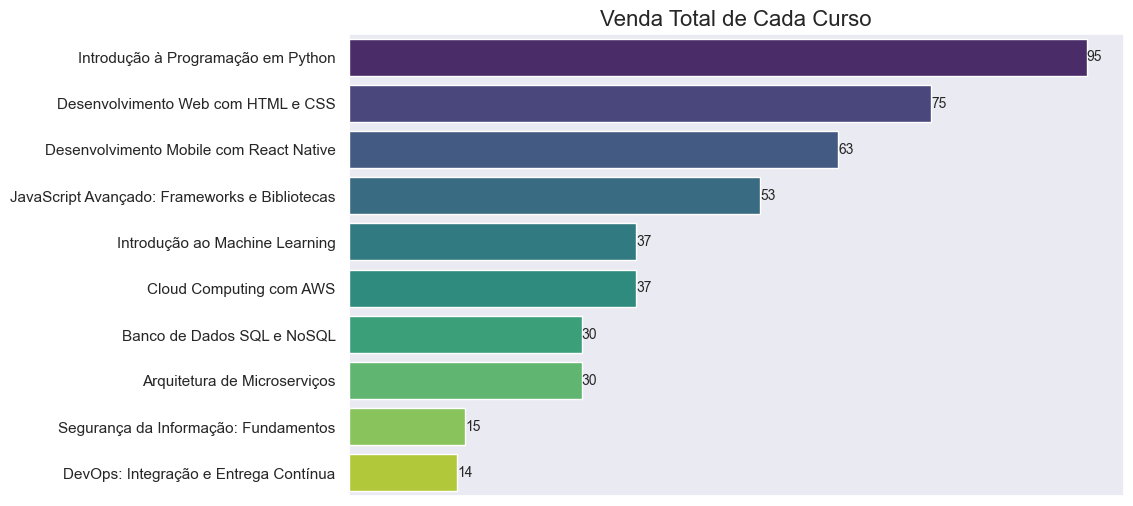 Venda Total de Cada Curso
Introdução à Programação em Python 95
Desenvolvimento Web com HTML e CSS 75
Desenvolvimento Mobile com React Native 63
JavaScript Avançado: Frameworks e Bibliotecas 53
Introdução ao Machine Learning 37
Cloud Computing com AWS 37
Banco de Dados SQL e NoSQL 30
Arquitetura de Microserviços 30
Segurança da Informação: Fundamentos 15
DevOps: Integração e Entrega Contínua 14